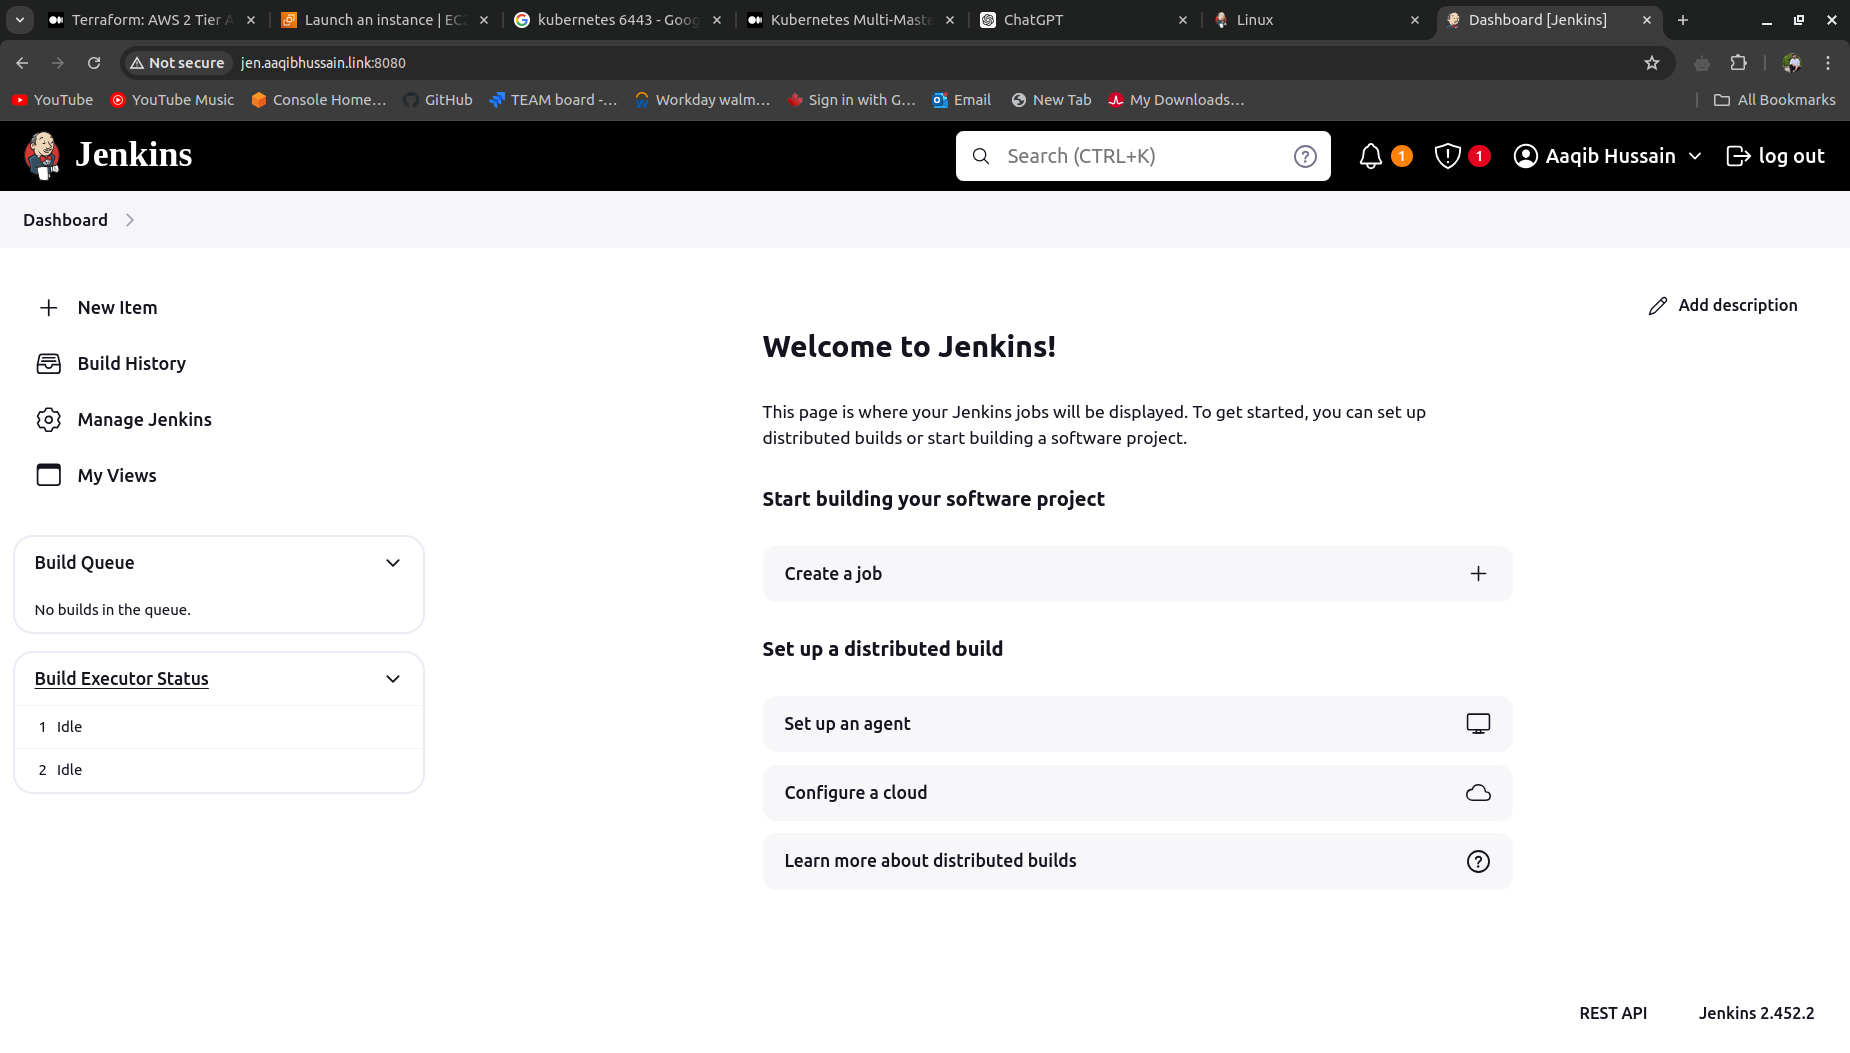 Terraform: AWS 2 Tier A
Launch an instance | EC2
kubernetes 6443 - Goog
Kubernetes Multi-Maste
ChatGPT
Linux
Dashboard [Jenkins]
Not secure
jen.aaqibhussain.link:8080
YouTube
YouTube Music
Console Home...
GitHub
TEAM board -...
Workday walm...
Sign in with G...
Email
New Tab
My Downloads...
All Bookmarks
Jenkins
Search (CTRL+K)
1
1
Aaqib Hussain
log out
Dashboard
New Item
Build History
Manage Jenkins
My Views
Build Queue
No builds in the queue.
Build Executor Status
1 Idle
2 Idle
Add description
Welcome to Jenkins!
This page is where your Jenkins jobs will be displayed. To get started, you can set up
distributed builds or start building a software project.
Start building your software project
Create a job
Set up a distributed build
Set up an agent
Configure a cloud
Learn more about distributed builds
REST API
Jenkins 2.452.2